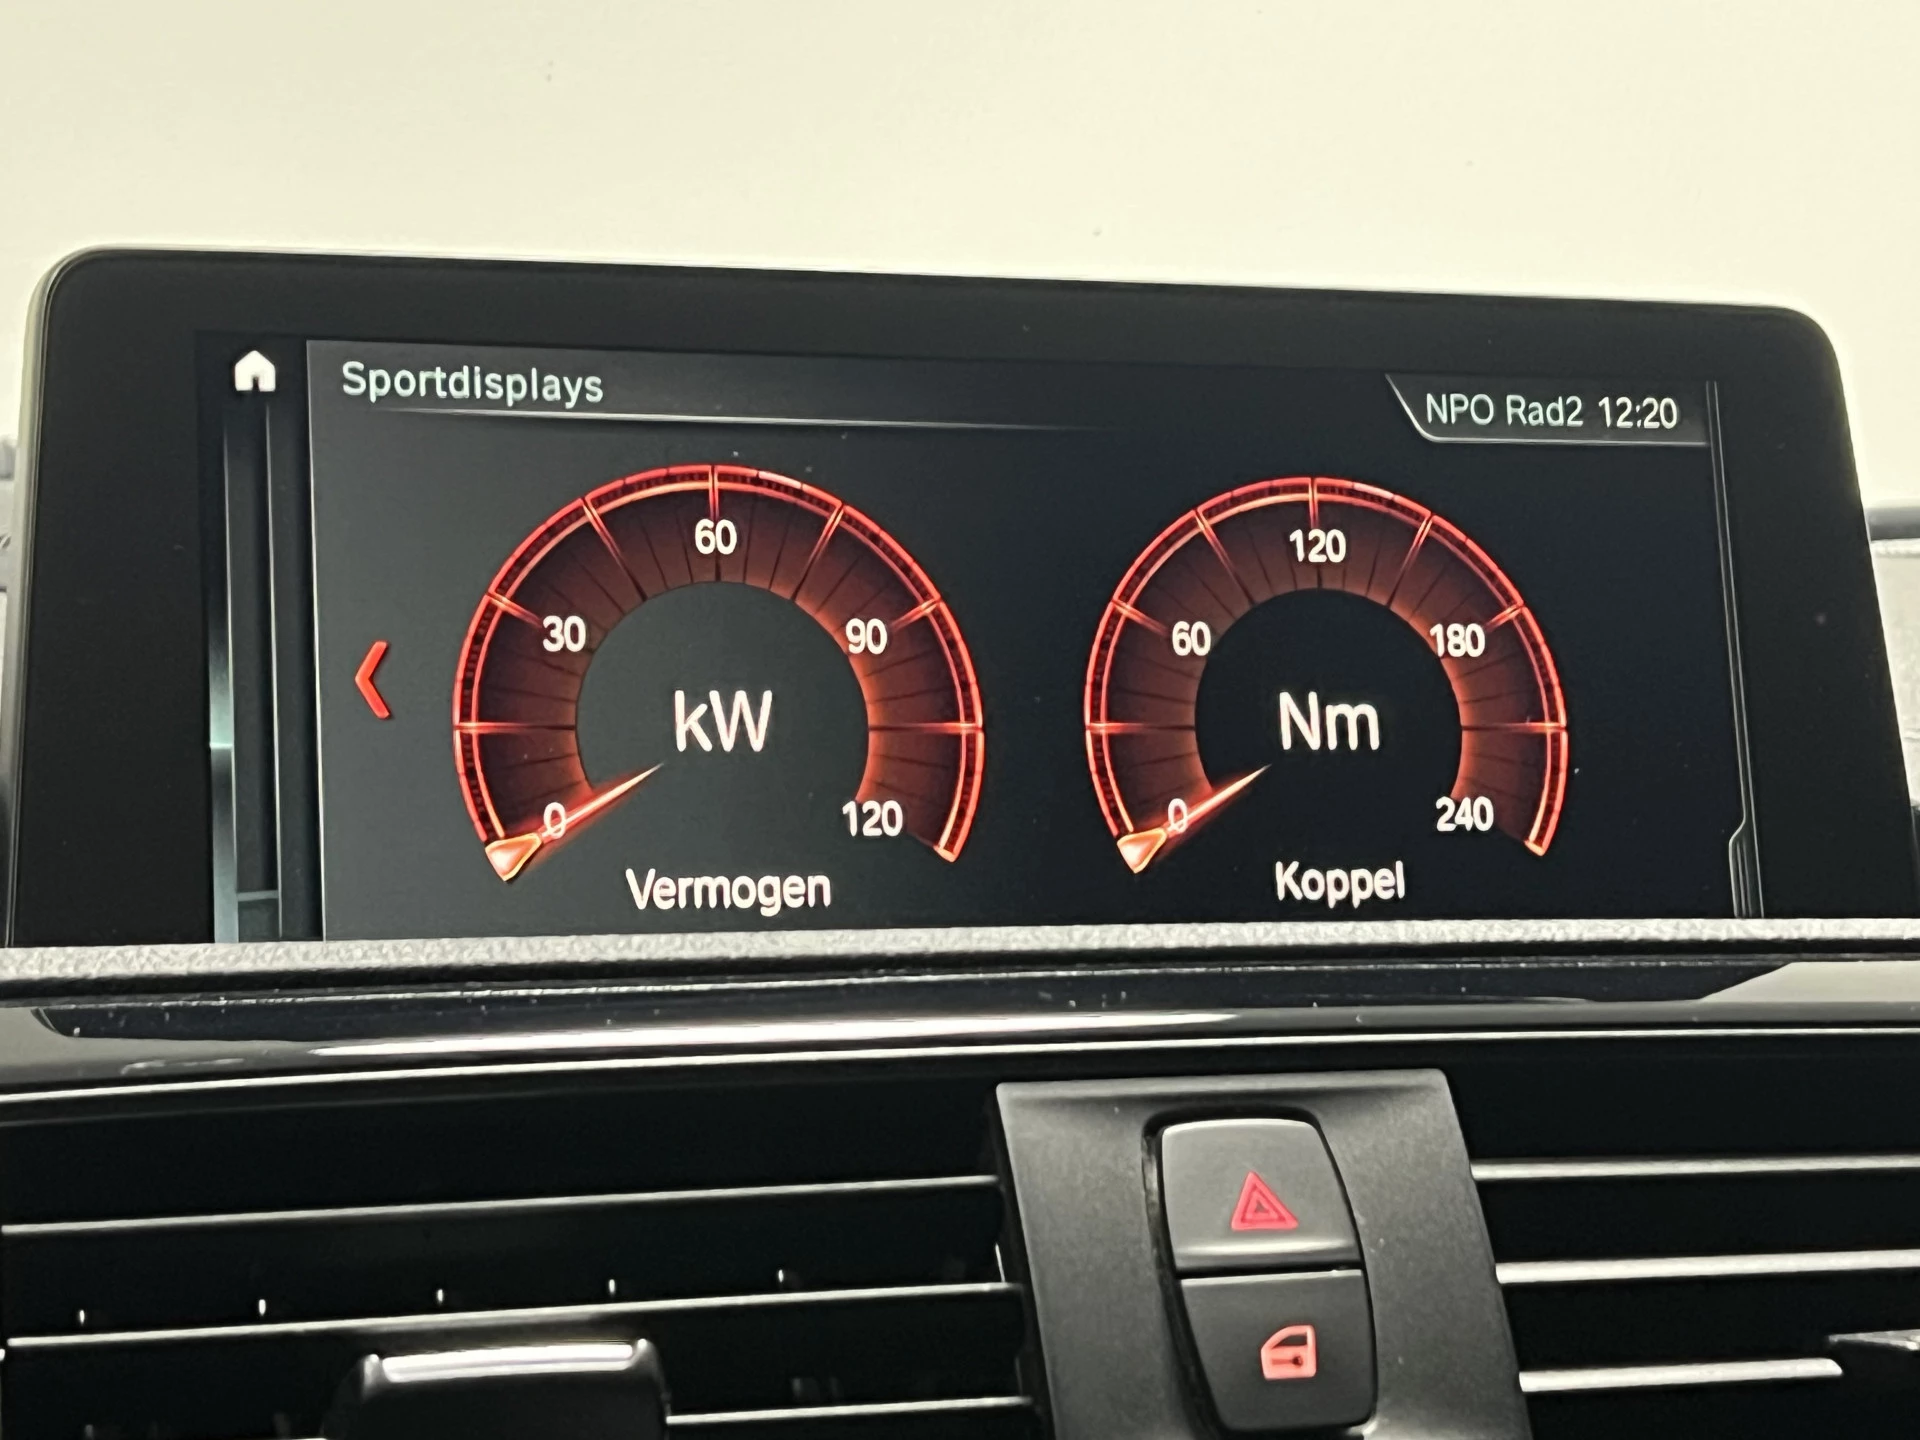 Sportdisplays
NPO Rad2 12:20
60
30
90
kW
0
120
Vermogen
120
60
180
Nm
0
240
Koppel